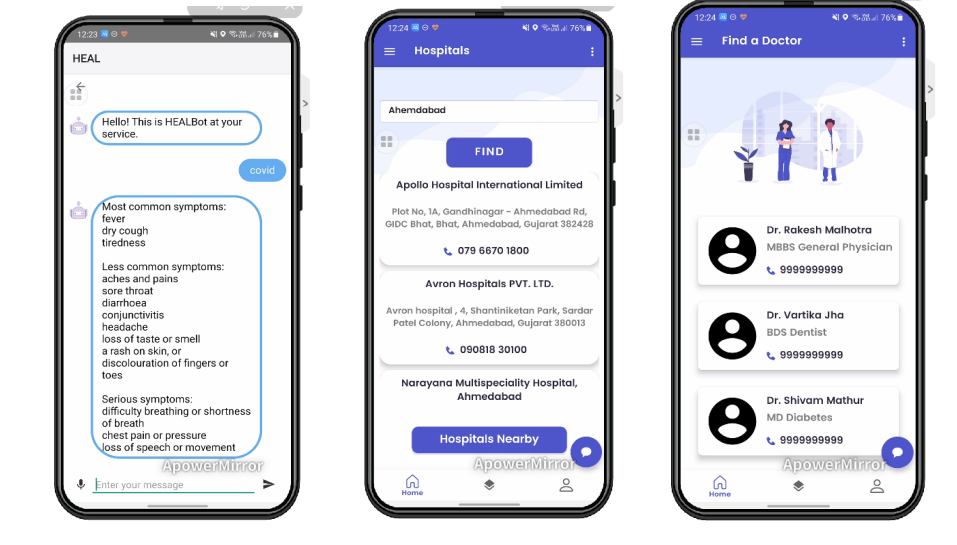 12:23
76%
HEAL
Hello! This is HEALBot at your
service.
covid
Most common symptoms:
fever
dry cough
tiredness
Less common symptoms:
aches and pains
sore throat
diarrhoea
conjunctivitis
headache
loss of taste or smell
a rash on skin, or
discolouration of fingers or
toes
Serious symptoms:
difficulty breathing or shortness
of breath
chest pain or pressure
loss of speech or movement
ApowerMirror
Enter your message
12:24
76%
Hospitals
Ahemdabad
FIND
Apollo Hospital International Limited
Plot No, 1A, Gandhinagar - Ahmedabad Rd,
GIDC Bhat, Bhat, Ahmedabad, Gujarat 382428
079 6670 1800
Avron Hospitals PVT. LTD.
Avron hospital , 4, Shantiniketan Park, Sardar
Patel Colony, Ahmedabad, Gujarat 380013
090818 30100
Narayana Multispeciality Hospital,
Ahmedabad
Hospitals Nearby
ApowerMirror
Home
12:24
76%
Find a Doctor
Dr. Rakesh Malhotra
MBBS General Physician
9999999999
Dr. Vartika Jha
BDS Dentist
9999999999
Dr. Shivam Mathur
MD Diabetes
9999999999
ApowerMirror
Home